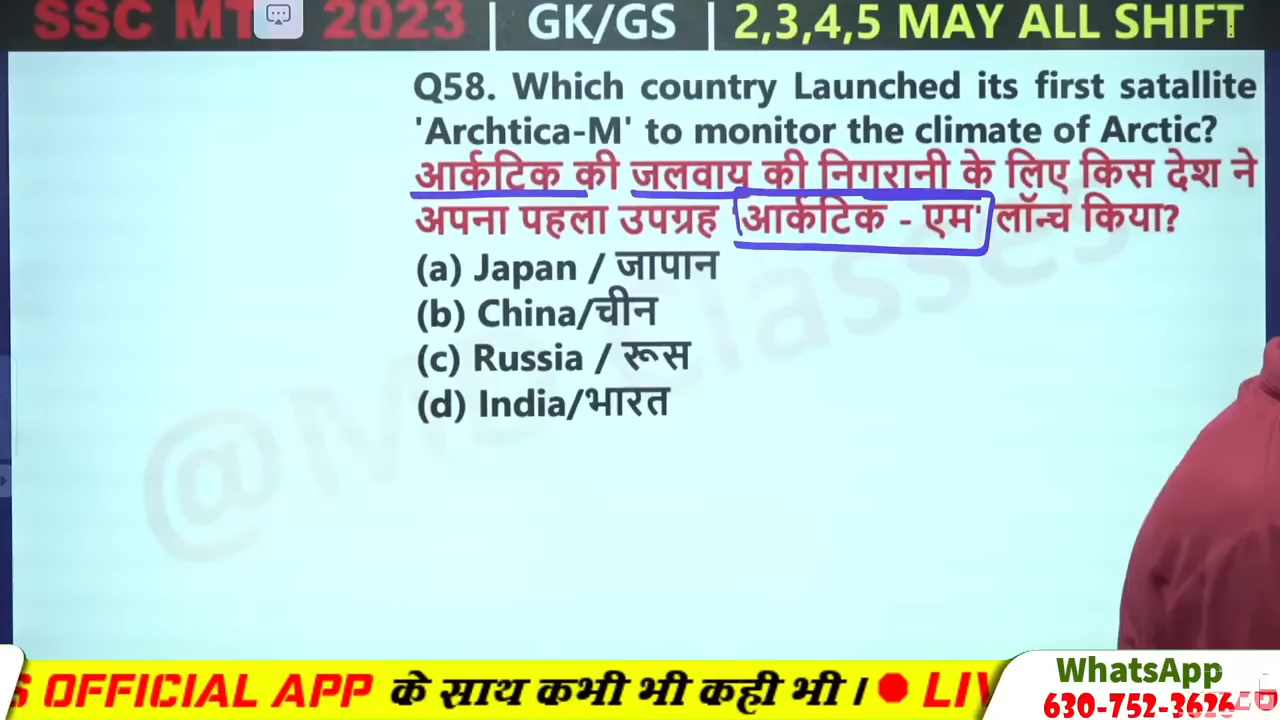 SSC MT 2023 | GK/GS | 2,3,4,5 MAY ALL SHIFT
Q58. Which country Launched its first satallite
'Archtica-M' to monitor the climate of Arctic?
आर्कटिक की जलवाय की निगरानी के लिए किस देश ने
अपना पहला उपग्रह 'आर्कटिक - एम' लॉन्च किया?
(a) Japan / जापान
(b) China/चीन
(c) Russia / रूस
(d) India/भारत
OFFICIAL APP के साथ कभी भी कही भी । LIV
WhatsApp
630-752-3626